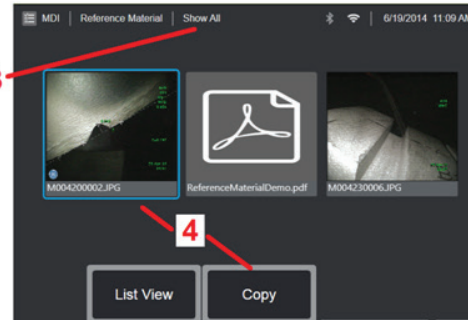 MDI Reference Material Show All 6/19/2014 11:09 AM
M004200002.JPG ReferenceMaterialDemo.pdf M004230006.JPG
4
List View Copy